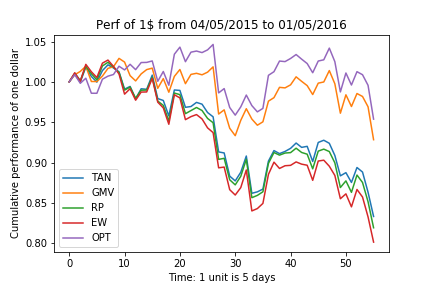 Perf of 1$ from 04/05/2015 to 01/05/2016
Cumulative performance of one dollar
1.05
1.00
0.95
0.90
0.85
0.80
TAN
GMV
RP
EW
OPT
0 10 20 30 40 50
Time: 1 unit is 5 days